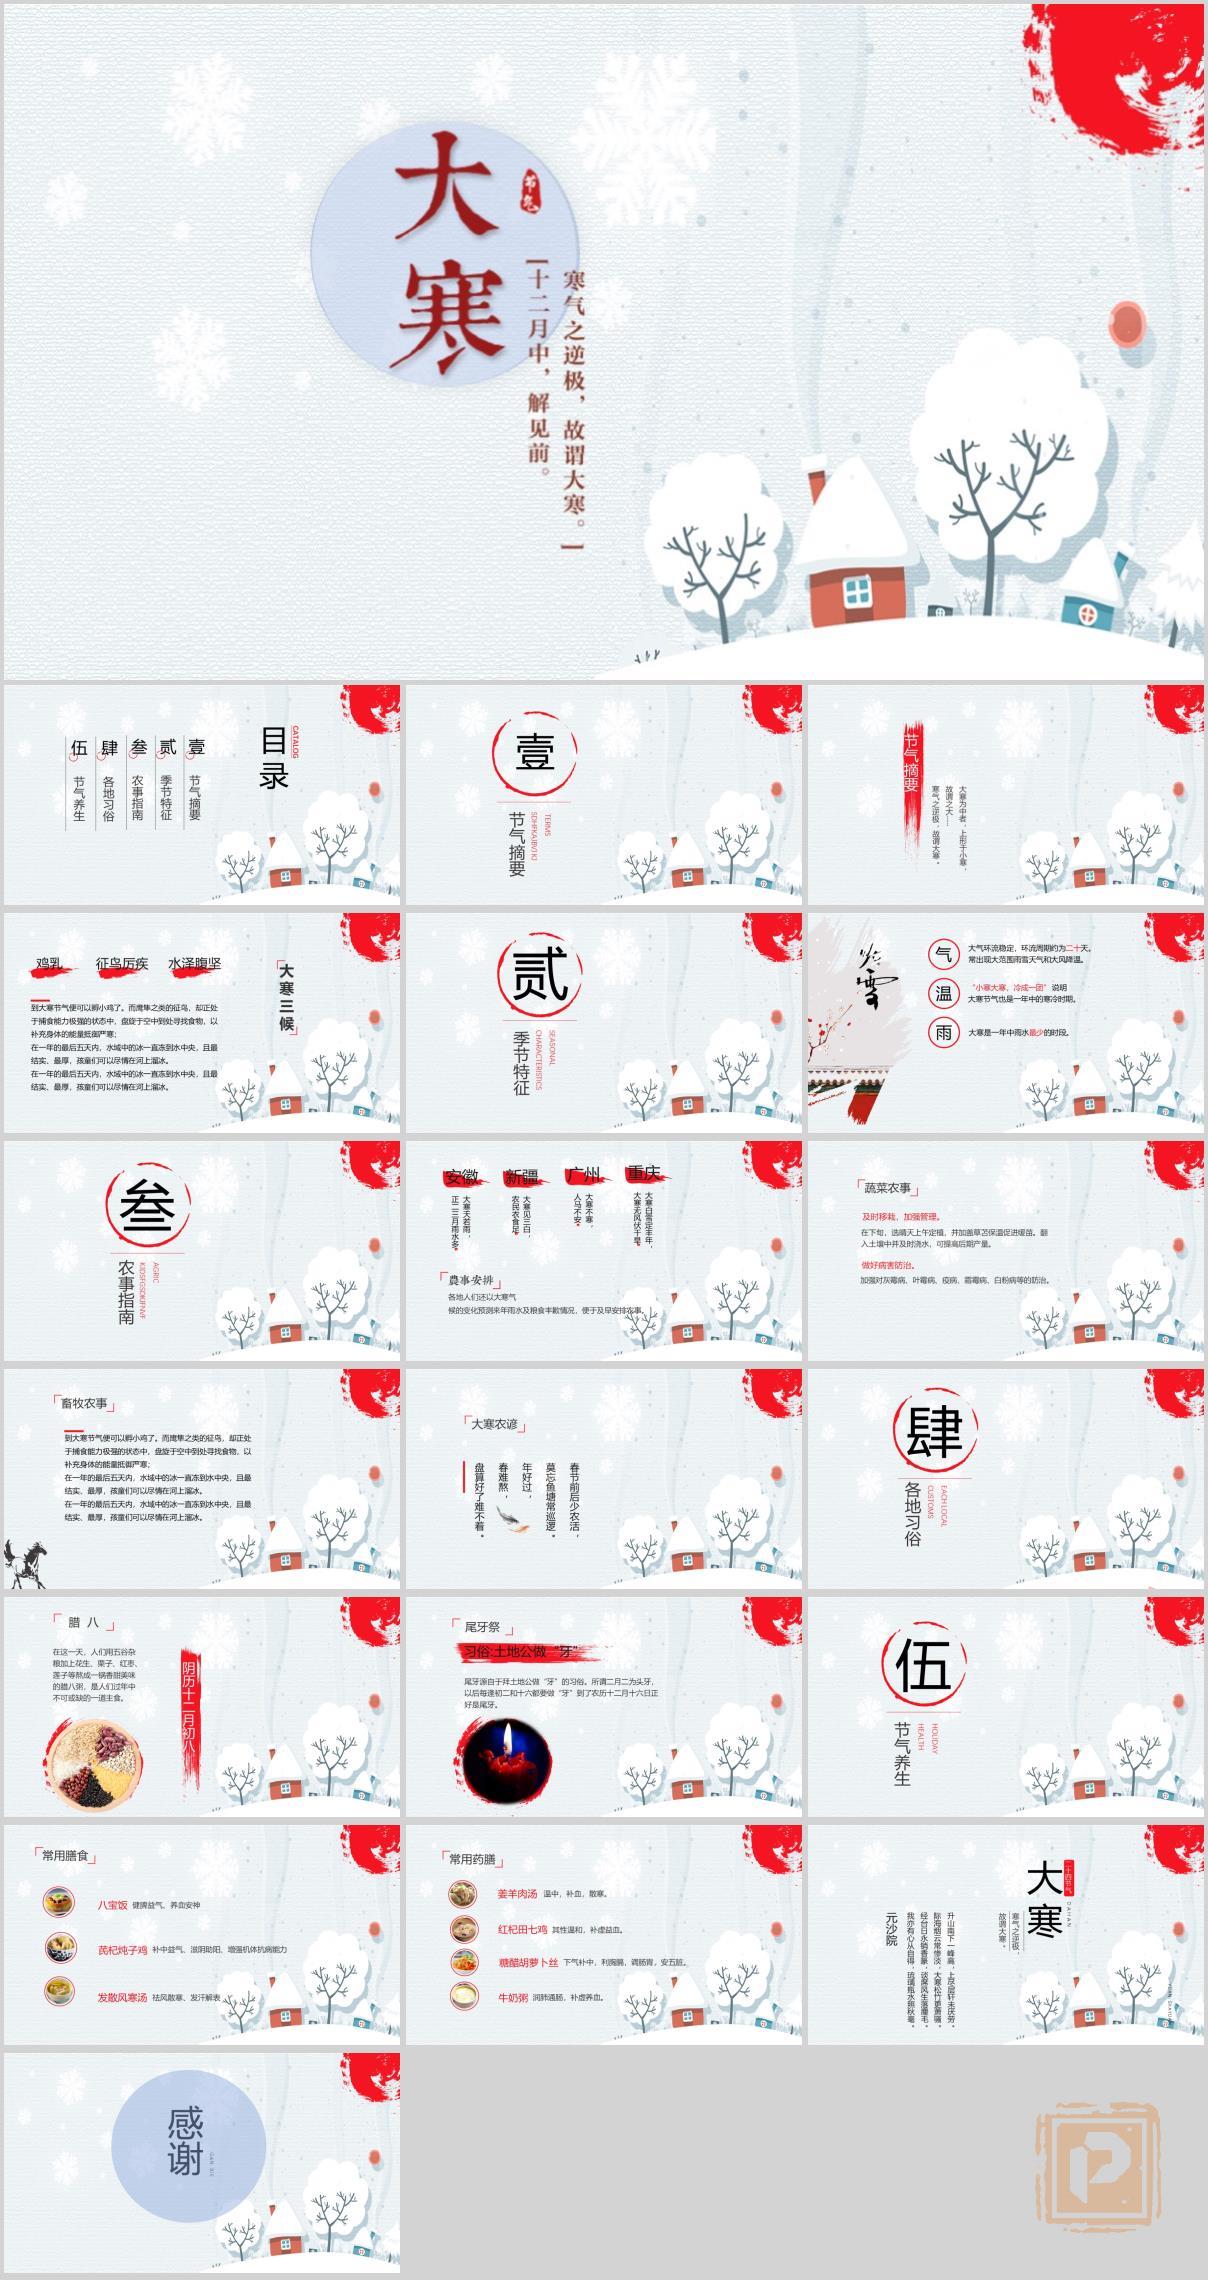 大寒
节气
寒气之逆极，故谓大寒。】
【十二月中，解见前。
目录
CATALOG
壹 节气摘要
贰 季节特征
叁 农事指南
肆 各地习俗
伍 节气养生
壹
节气摘要
TERMS
SDHFKAJBVI KJ
节气摘要
大寒为中者，上形于小寒，
故谓之大……
寒气之逆极，故谓大寒。
大寒三候
鸡乳
征鸟厉疾
水泽腹坚
到大寒节气便可以孵小鸡了。而鹰隼之类的征鸟，却正处
于捕食能力极强的状态中，盘旋于空中到处寻找食物，以
补充身体的能量抵御严寒；
在一年的最后五天内，水域中的冰一直冻到水中央，且最
结实、最厚，孩童们可以尽情在河上溜冰。
在一年的最后五天内，水域中的冰一直冻到水中央，且最
结实、最厚，孩童们可以尽情在河上溜冰。
贰
季节特征
SEASONAL
CHARACTERISTICS
气
大气环流稳定，环流周期约为二十天。
常出现大范围雨雪天气和大风降温。
温
“小寒大寒，冷成一团”说明
大寒节气也是一年中的寒冷时期。
雨
大寒是一年中雨水最少的时段。
叁
农事指南
AGRIC
安徽
大寒天若雨，
正二三月雨水多。
新疆
大寒见三白，
农民衣食足。
广州
大寒不寒，
人马不安。
重庆
大寒白雪定丰年，
大寒无风伏干旱。
農事安排
各地人们还以大寒气
候的变化预测来年雨水及粮食丰歉情况，便于及早安排农事。
蔬菜农事
及时移栽，加强管理。
在下旬，选晴天上午定植，并加盖草苫保温促进缓苗。翻
入土壤中并及时浇水，可提高后期产量。
做好病害防治。
加强对灰霉病、叶霉病、疫病、霜霉病、白粉病等的防治。
畜牧农事
到大寒节气便可以孵小鸡了。而鹰隼之类的征鸟，却正处
于捕食能力极强的状态中，盘旋于空中到处寻找食物，以
补充身体的能量抵御严寒；
在一年的最后五天内，水域中的冰一直冻到水中央，且最
结实、最厚，孩童们可以尽情在河上溜冰。
在一年的最后五天内，水域中的冰一直冻到水中央，且最
结实、最厚，孩童们可以尽情在河上溜冰。
大寒农谚
春节前后少农活，
莫忘鱼塘常巡逻。
年好过，
春难熬，
盘算好了难不着。
肆
各地习俗
EACH LOCAL
CUSTOMS
腊 八
在这一天，人们用五谷杂
粮加上花生、栗子、红枣、
莲子等熬成一锅香甜美味
的腊八粥，是人们过年中
不可或缺的一道主食。
阴历十二月初八
尾牙祭
习俗:土地公做“牙”
尾牙源自于拜土地公做“牙”的习俗。所谓二月二为头牙，
以后每逢初二和十六都要做“牙”到了农历十二月十六日正
好是尾牙。
伍
节气养生
HOLIDAY
HEALTH
常用膳食
八宝饭 健脾益气、养血安神
芪杞炖子鸡 补中益气、滋阴助阳、增强机体抗病能力
发散风寒汤 祛风散寒、发汗解表
常用药膳
姜羊肉汤 温中，补血，散寒。
红杞田七鸡 其性温和，补虚益血。
糖醋胡萝卜丝 下气补中，利胸膈，调肠胃，安五脏。
牛奶粥 润肺通肠，补虚养血。
大寒
二十四节气
DAHAN
寒气之逆极，
故谓大寒。
升山南下一峰高，上尽层轩未厌劳。
际海烟云常惨淡，大寒松竹更萧骚。
经台日永销香篆，谈席风生落麈毛。
我亦有心从自得，琉璃瓶水照秋毫。
元沙院
感谢
GAN XIE